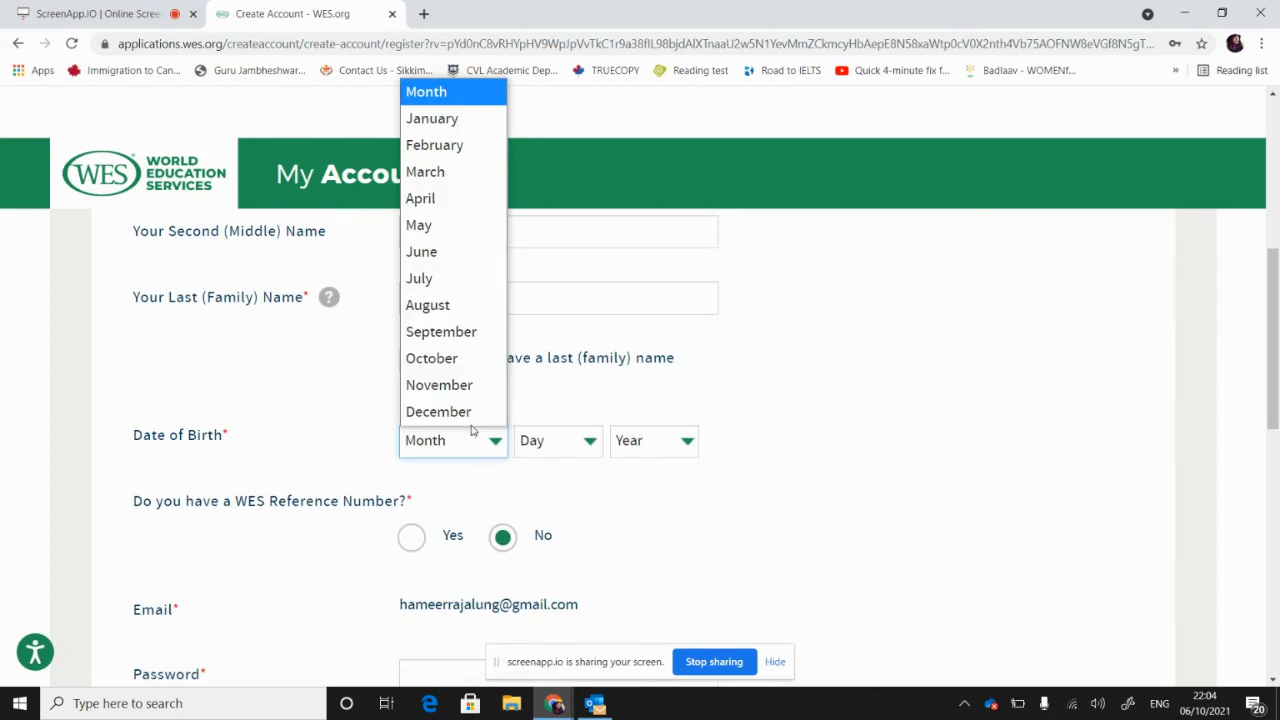 ScreenApp.IO | Online Scree
Create Account - WES.org
applications.wes.org/createaccount/create-account/register?rv=pYd0nC8vRHYpHV9WpJpVvTkC1r9a38fIL98bjdAlXTnaaU2w5N1YevMmZCkmcyHbAepE8N58xaWtp0cV0X2nth4Vb75AOFNW8eVGf8N5gT...
Apps
Immigration to Can...
Guru Jambheshwar...
Contact Us - Sikkim...
CVL Academic Dep...
TRUECOPY
Reading test
Road to IELTS
Quick 4-minute fix f...
Badlaav - WOMENf...
»
Reading list
Month
January
February
March
April
May
June
July
August
September
October
November
December
WES WORLD EDUCATION SERVICES
My Accou
Your Second (Middle) Name
Your Last (Family) Name* ?
ave a last (family) name
Date of Birth*
Month
Day
Year
Do you have a WES Reference Number?*
Yes
No
Email*
hameerrajalung@gmail.com
Password*
screenapp.io is sharing your screen.
Stop sharing
Hide
Type here to search
ENG
22:04
06/10/2021
20